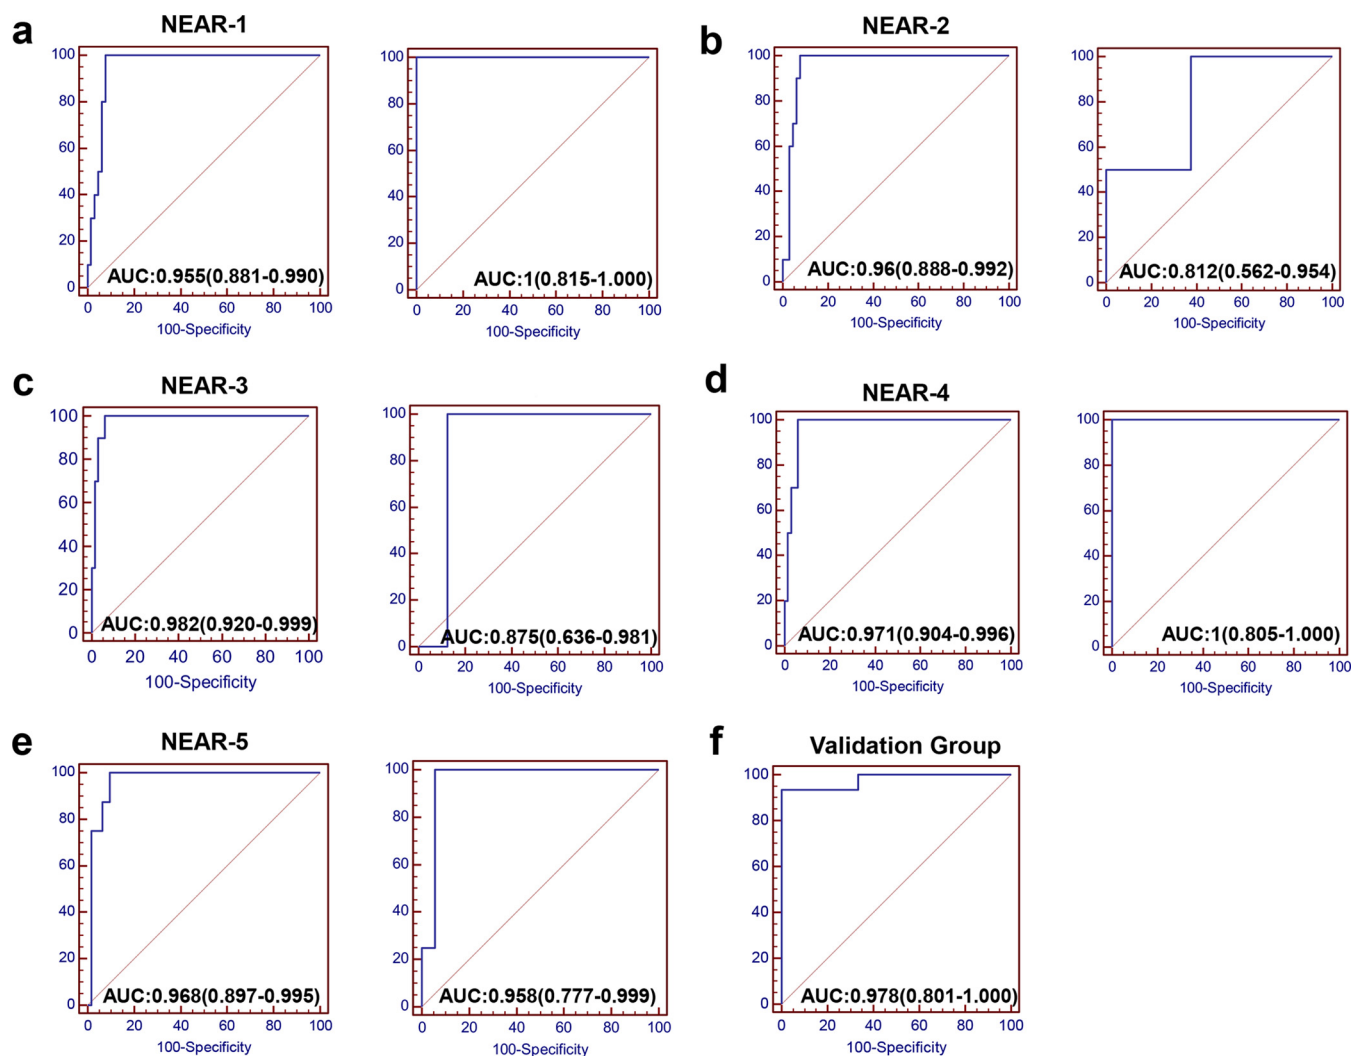 a
NEAR-1
100
80
60
40
20
0
AUC:0.955(0.881-0.990)
0 20 40 60 80 100
100-Specificity
100
80
60
40
20
0
AUC:1(0.815-1.000)
0 20 40 60 80 100
100-Specificity
b
NEAR-2
100
80
60
40
20
0
AUC:0.96(0.888-0.992)
0 20 40 60 80 100
100-Specificity
100
80
60
40
20
0
AUC:0.812(0.562-0.954)
0 20 40 60 80 100
100-Specificity
c
NEAR-3
100
80
60
40
20
0
AUC:0.982(0.920-0.999)
0 20 40 60 80 100
100-Specificity
100
80
60
40
20
0
AUC:0.875(0.636-0.981)
0 20 40 60 80 100
100-Specificity
d
NEAR-4
100
80
60
40
20
0
AUC:0.971(0.904-0.996)
0 20 40 60 80 100
100-Specificity
100
80
60
40
20
0
AUC:1(0.805-1.000)
0 20 40 60 80 100
100-Specificity
e
NEAR-5
100
80
60
40
20
0
AUC:0.968(0.897-0.995)
0 20 40 60 80 100
100-Specificity
100
80
60
40
20
0
AUC:0.958(0.777-0.999)
0 20 40 60 80 100
100-Specificity
f
Validation Group
100
80
60
40
20
0
AUC:0.978(0.801-1.000)
0 20 40 60 80 100
100-Specificity